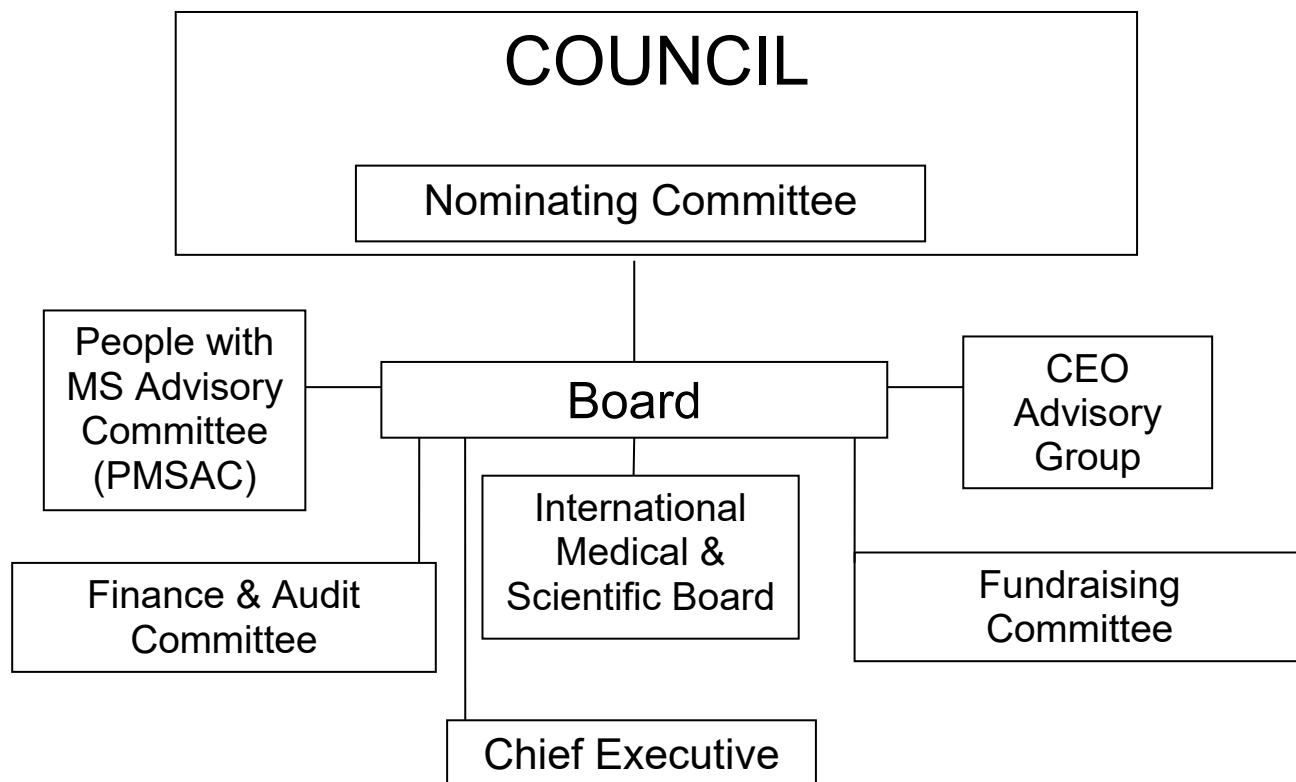 COUNCIL
Nominating Committee
People with
MS Advisory
Committee
(PMSAC)
Board
CEO
Advisory
Group
International
Medical &
Scientific Board
Finance & Audit
Committee
Fundraising
Committee
Chief Executive